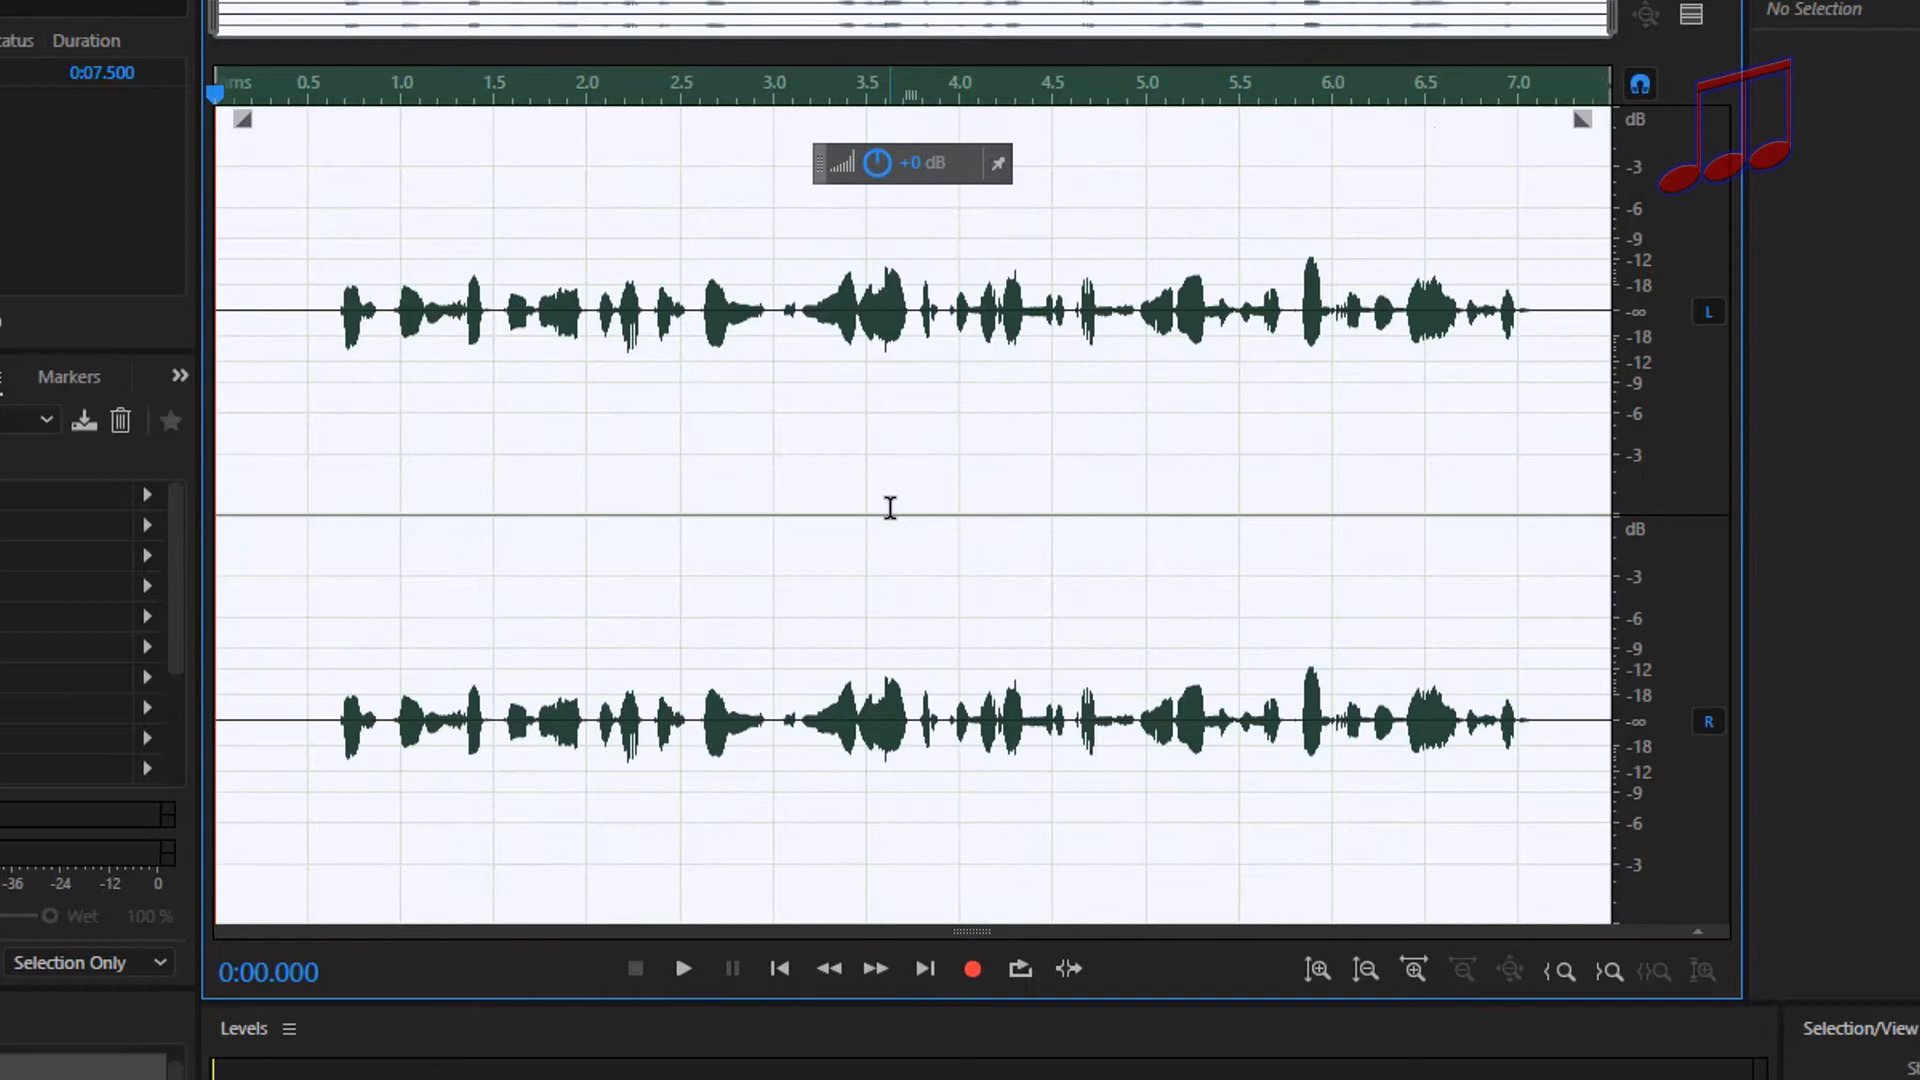 No Selection
Duration
0:07.500
hms 0.5 1.0 1.5 2.0 2.5 3.0 3.5 4.0 4.5 5.0 5.5 6.0 6.5 7.0
dB
+0 dB
-3
-6
-9
-12
-18
-∞
L
-18
-12
-9
-6
-3
dB
-3
-6
-9
-12
-18
-∞
R
-18
-12
-9
-6
-3
Markers
-36 -24 -12 0
Wet 100 %
Selection Only
0:00.000
Levels
Selection/View